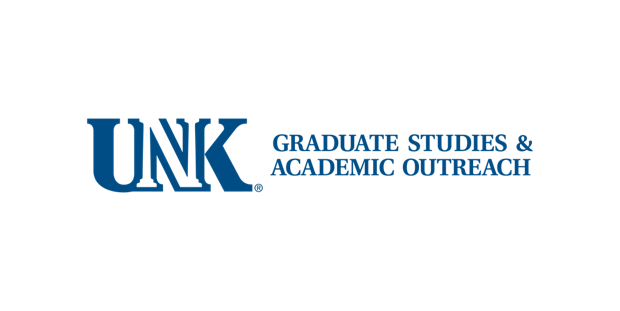 UNK®
GRADUATE STUDIES &
ACADEMIC OUTREACH